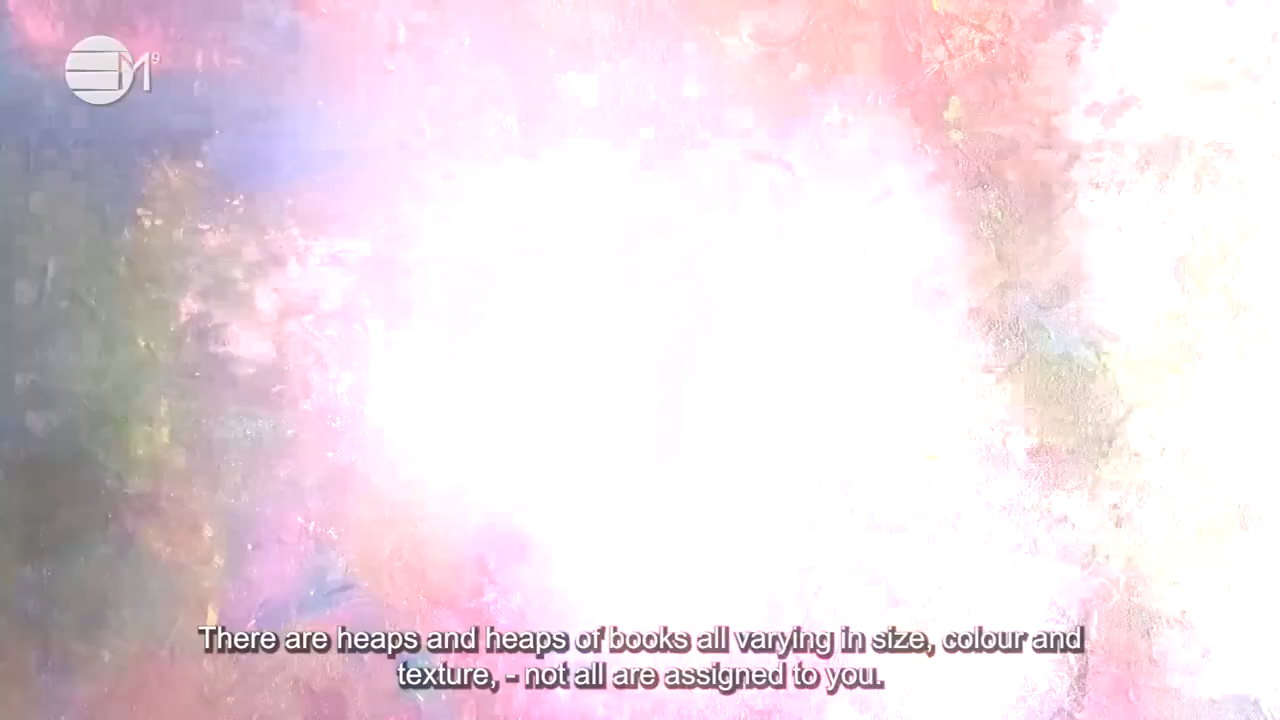 EM9
There are heaps and heaps of books all varying in size, colour and
texture, - not all are assigned to you.